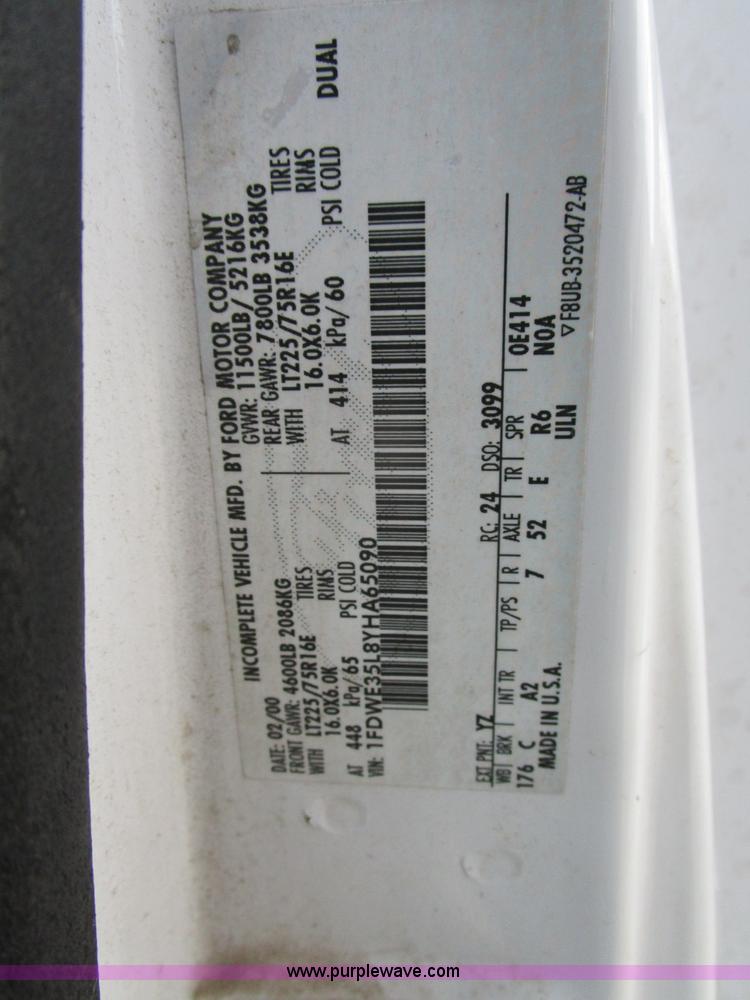 INCOMPLETE VEHICLE MFD. BY FORD MOTOR COMPANY
DATE: 02/00 GVWR: 11500LB/ 5216KG
FRONT GAWR: 4600LB 2086KG REAR GAWR: 7800LB 3538KG
WITH LT225/75R16E TIRES WITH LT225/75R16E TIRES
16.0X6.0K RIMS 16.0X6.0K RIMS
AT 448 kPa/65 PSI COLD AT 414 kPa/60 PSI COLD DUAL
VIN: 1FDWE35L8YHA65090
EXT PNT: YZ RC: 24 DSO: 3099
WB BRK INT TR TP/PS R AXLE TR SPR 0E414
176 C A2 7 52 E R6 N0A
MADE IN U.S.A. ULN
▽F8UB-3520472-AB
www.purplewave.com